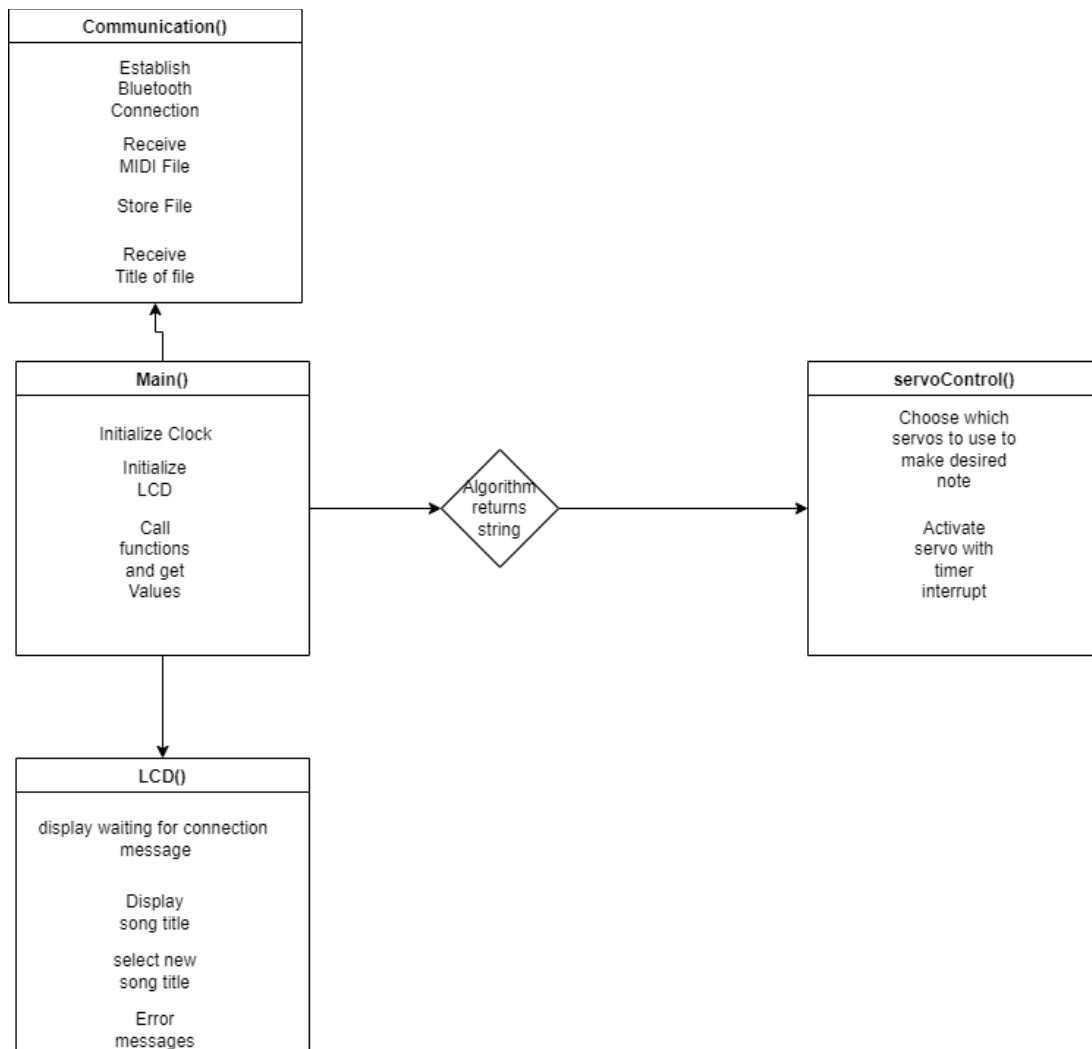 Communication()
Establish
Bluetooth
Connection
Receive
MIDI File
Store File
Receive
Title of file
Main()
Initialize Clock
Initialize
LCD
Call
functions
and get
Values
Algorithm
returns
string
servoControl()
Choose which
servos to use to
make desired
note
Activate
servo with
timer
interrupt
LCD()
display waiting for connection
message
Display
song title
select new
song title
Error
messages